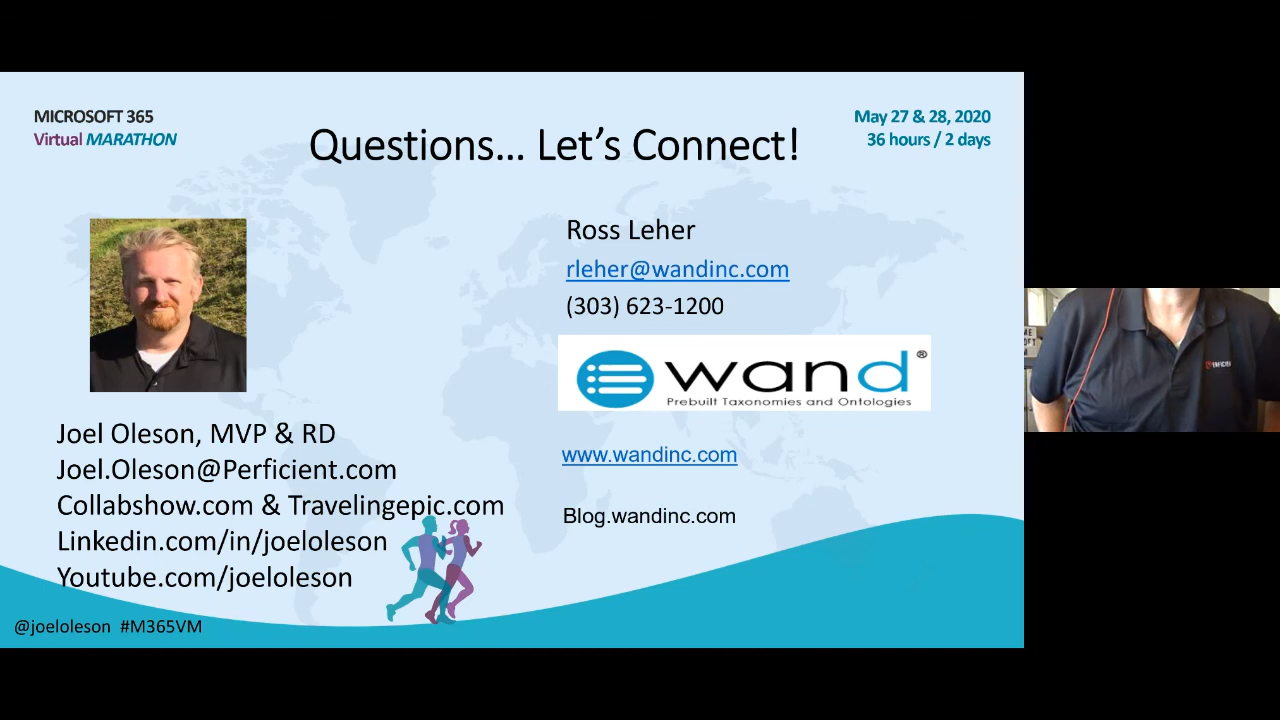 MICROSOFT 365
Virtual MARATHON
May 27 & 28, 2020
36 hours / 2 days
Questions... Let's Connect!
Ross Leher
rleher@wandinc.com
(303) 623-1200
wand®
Prebuilt Taxonomies and Ontologies
www.wandinc.com
Blog.wandinc.com
Joel Oleson, MVP & RD
Joel.Oleson@Perficient.com
Collabshow.com & Travelingepic.com
Linkedin.com/in/joeloleson
Youtube.com/joeloleson
@joeloleson #M365VM